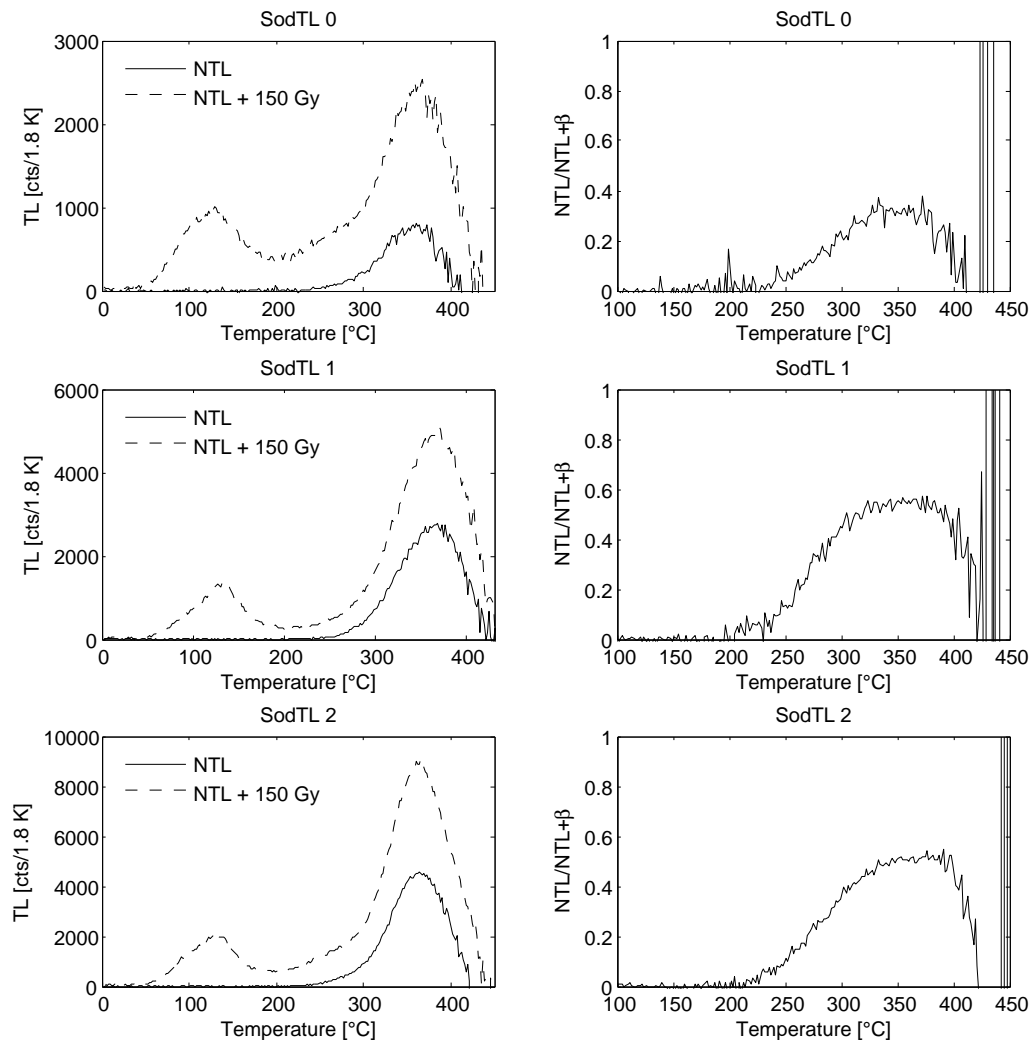 SodTL 0
3000
2000
1000
0
TL [cts/1.8 K]
NTL
NTL + 150 Gy
0 100 200 300 400
Temperature [°C]
SodTL 0
1
0.8
0.6
0.4
0.2
0
NTL/NTL+β
100 150 200 250 300 350 400 450
Temperature [°C]
SodTL 1
6000
4000
2000
0
TL [cts/1.8 K]
NTL
NTL + 150 Gy
0 100 200 300 400
Temperature [°C]
SodTL 1
1
0.8
0.6
0.4
0.2
0
NTL/NTL+β
100 150 200 250 300 350 400 450
Temperature [°C]
SodTL 2
10000
8000
6000
4000
2000
0
TL [cts/1.8 K]
NTL
NTL + 150 Gy
0 100 200 300 400
Temperature [°C]
SodTL 2
1
0.8
0.6
0.4
0.2
0
NTL/NTL+β
100 150 200 250 300 350 400 450
Temperature [°C]